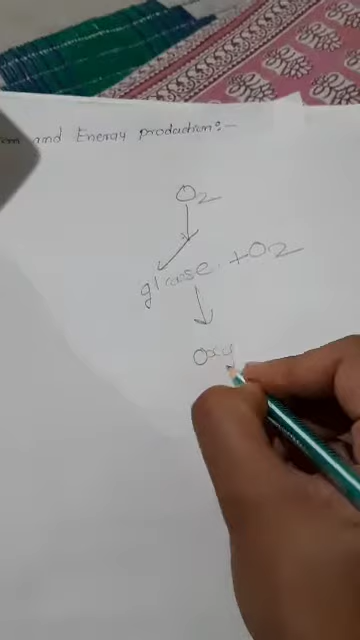 and Energy production:-
O2
glucose + O2
Oxy